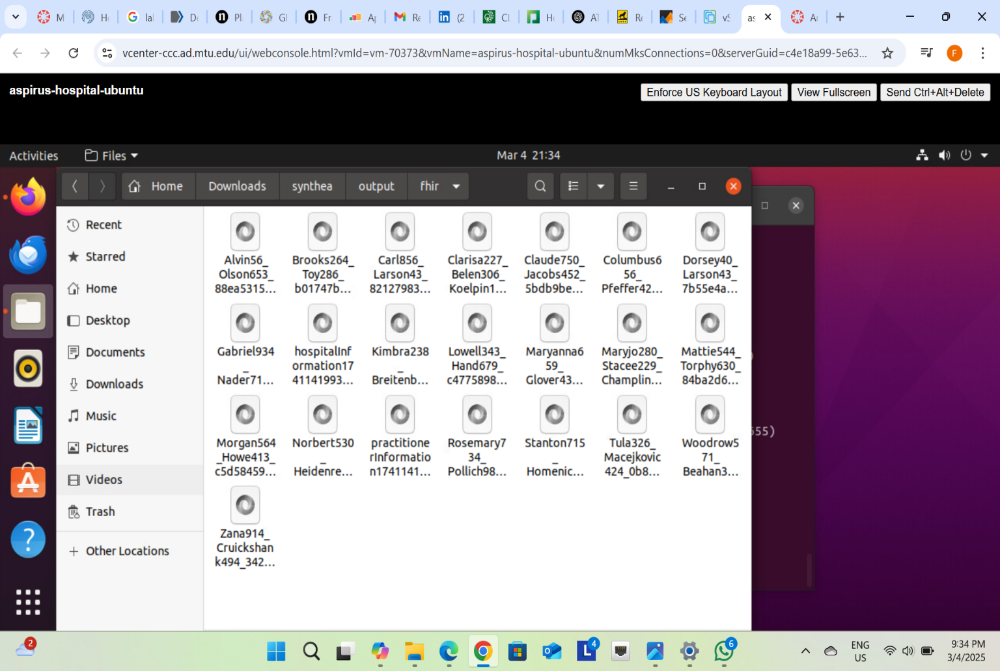 M
Ho
lal
De
Pl
Gl
Fr
Ap
Re
(2
Cl
H
AT
Re
Se
vS
as
A
vcenter-ccc.ad.mtu.edu/ui/webconsole.html?vmId=vm-70373&vmName=aspirus-hospital-ubuntu&numMksConnections=0&serverGuid=c4e18a99-5e63...
F
aspirus-hospital-ubuntu
Enforce US Keyboard Layout
View Fullscreen
Send Ctrl+Alt+Delete
Activities
Files
Mar 4 21:34
Home
Downloads
synthea
output
fhir
Recent
Starred
Home
Desktop
Documents
Downloads
Music
Pictures
Videos
Trash
Other Locations
Alvin56_
Olson653_
88ea5315...
Brooks264_
Toy286_
b01747b...
Carl856_
Larson43_
82127983...
Clarisa227_
Belen306_
Koelpin1...
Claude750_
Jacobs452_
5bdb9be...
Columbus6
56_
Pfeffer42...
Dorsey40_
Larson43_
7b55e4a...
Gabriel934
_
Nader71...
hospitalInf
ormation17
41141993...
Kimbra238
_
Breitenb...
Lowell343_
Hand679_
c4775898...
Maryanna6
59_
Glover43...
Maryjo280_
Stacee229_
Champlin...
Mattie544_
Torphy630_
84ba2d6...
Morgan564
_Howe413_
c5d58459...
Norbert530
_
Heidenre...
practitione
rInformatio
n1741141...
Rosemary7
34_
Pollich98...
Stanton715
_
Homenic...
Tula326_
Macejkovic
424_0b8...
Woodrow5
71_
Beahan3...
Zana914_
Cruickshan
k494_342...
)
555)
2
L
4
6
ENG
US
9:34 PM
3/4/2025